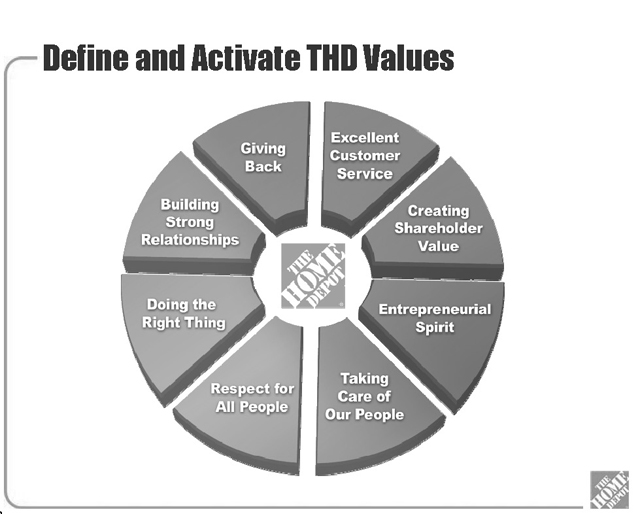 Define and Activate THD Values
Giving
Back
Excellent
Customer
Service
Building
Strong
Relationships
Creating
Shareholder
Value
THE
HOME
DEPOT
Doing the
Right Thing
Entrepreneurial
Spirit
Respect for
All People
Taking
Care of
Our People
THE
HOME
DEPOT